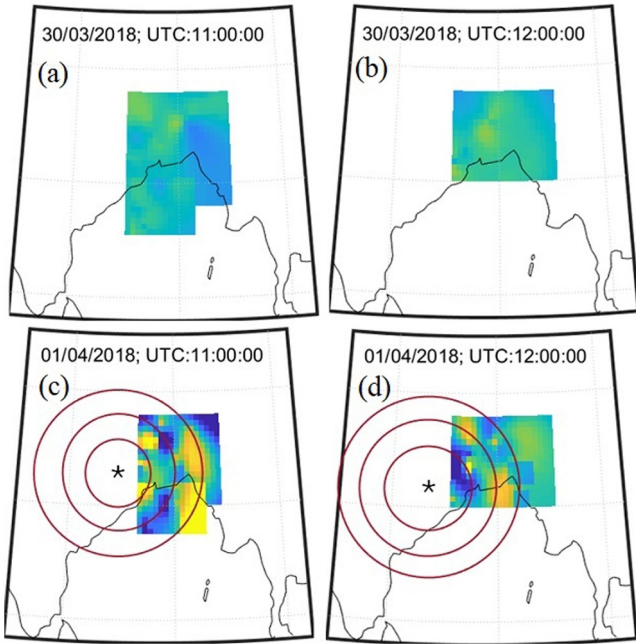 30/03/2018; UTC:11:00:00
(a)
30/03/2018; UTC:12:00:00
(b)
01/04/2018; UTC:11:00:00
(c)
01/04/2018; UTC:12:00:00
(d)